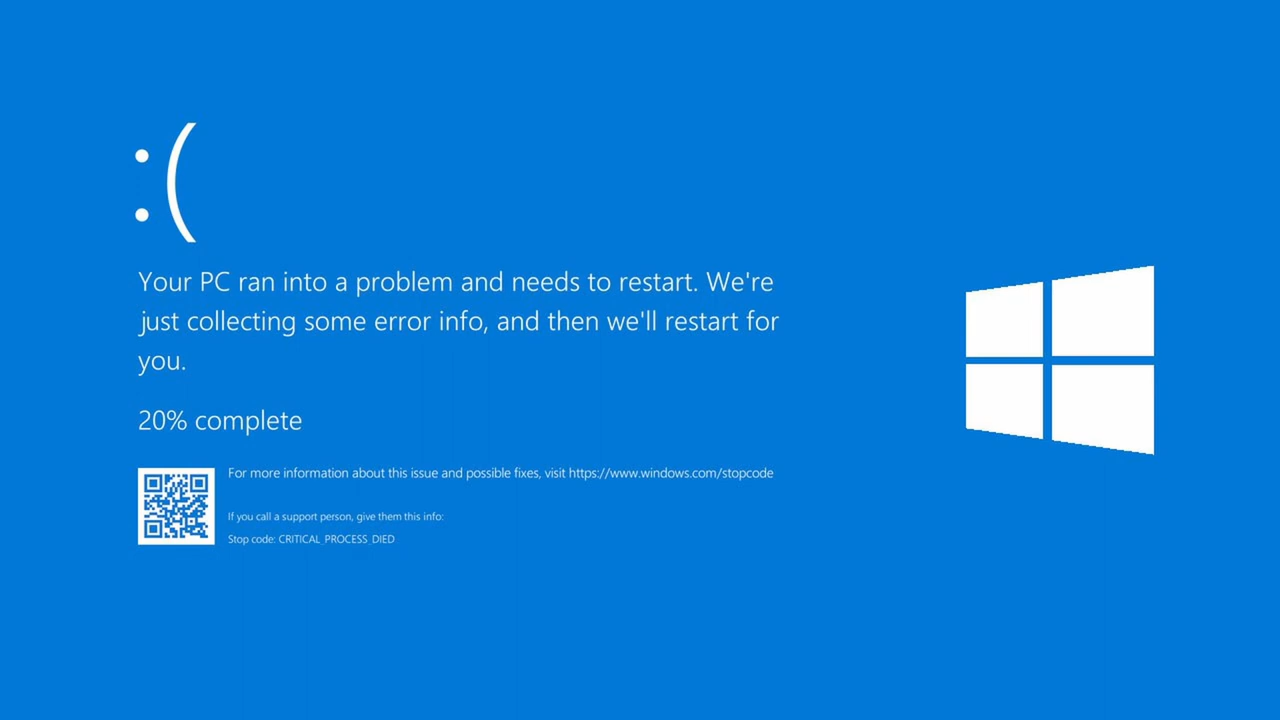 :(
Your PC ran into a problem and needs to restart. We're
just collecting some error info, and then we'll restart for
you.
20% complete
For more information about this issue and possible fixes, visit https://www.windows.com/stopcode
If you call a support person, give them this info:
Stop code: CRITICAL_PROCESS_DIED